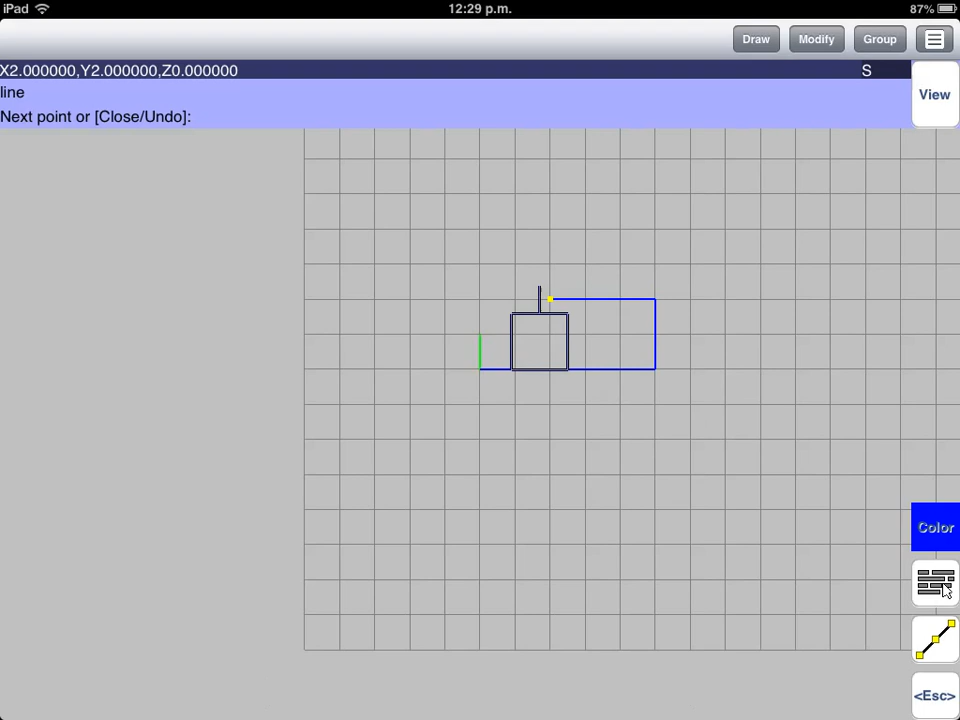 iPad
12:29 p.m.
87%
Draw
Modify
Group
X2.000000,Y2.000000,Z0.000000
S
View
line
Next point or [Close/Undo]:
Color
<Esc>